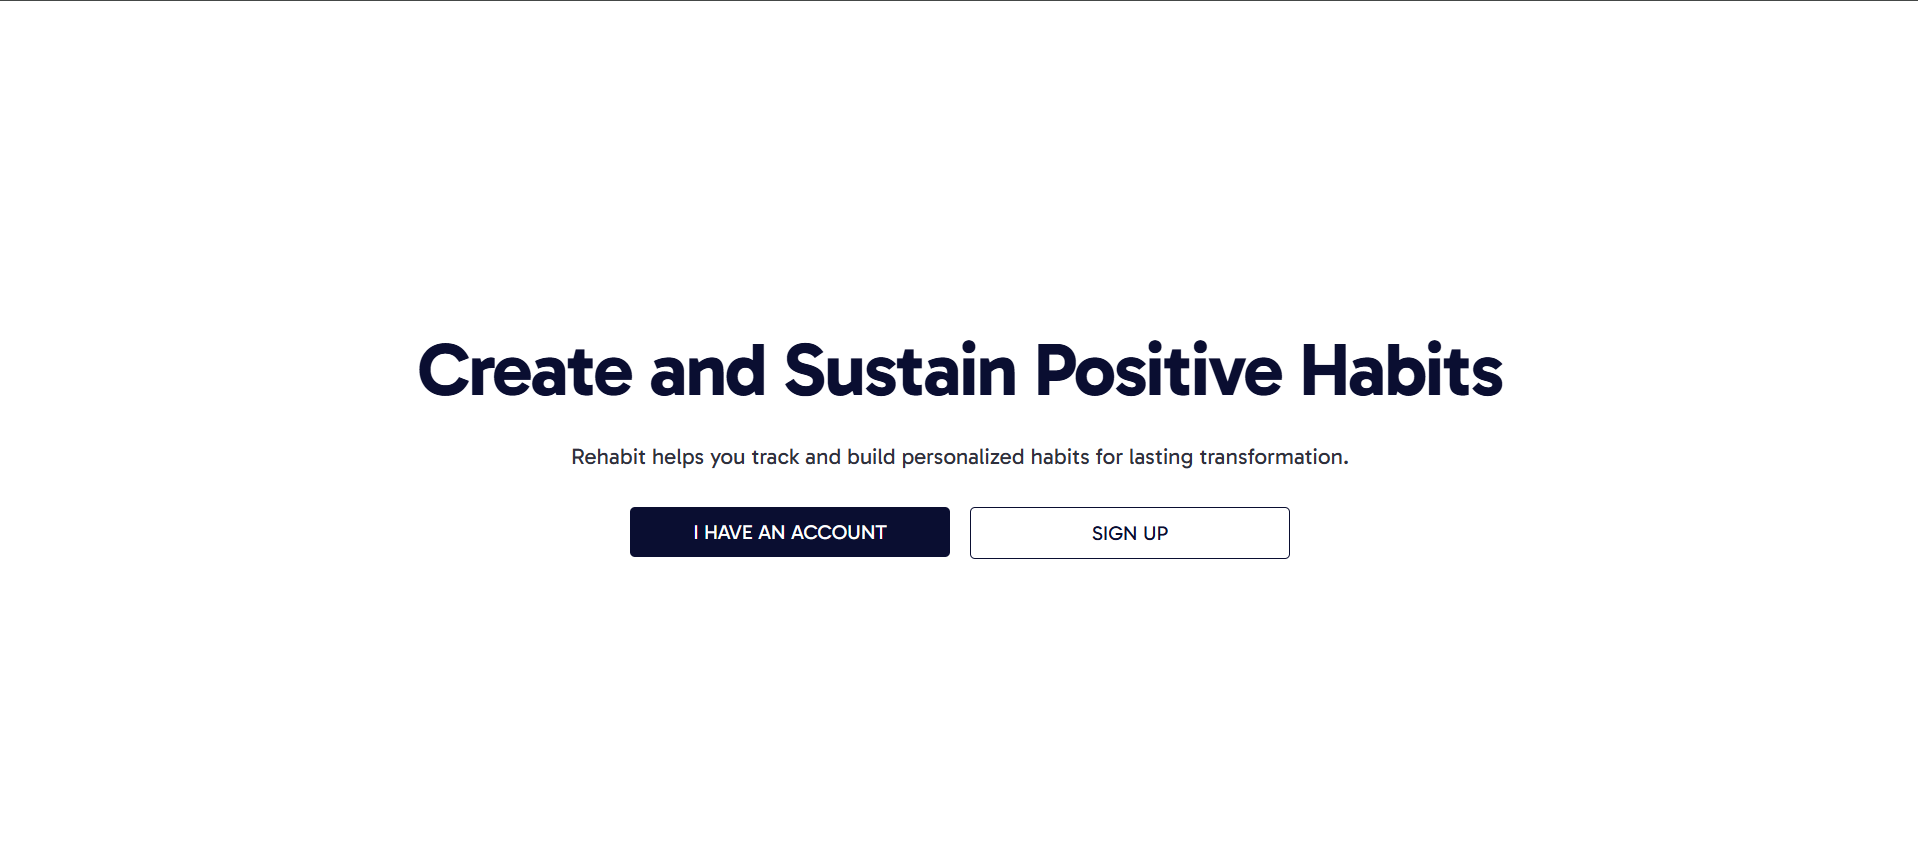 Create and Sustain Positive Habits
Rehabit helps you track and build personalized habits for lasting transformation.
I HAVE AN ACCOUNT
SIGN UP